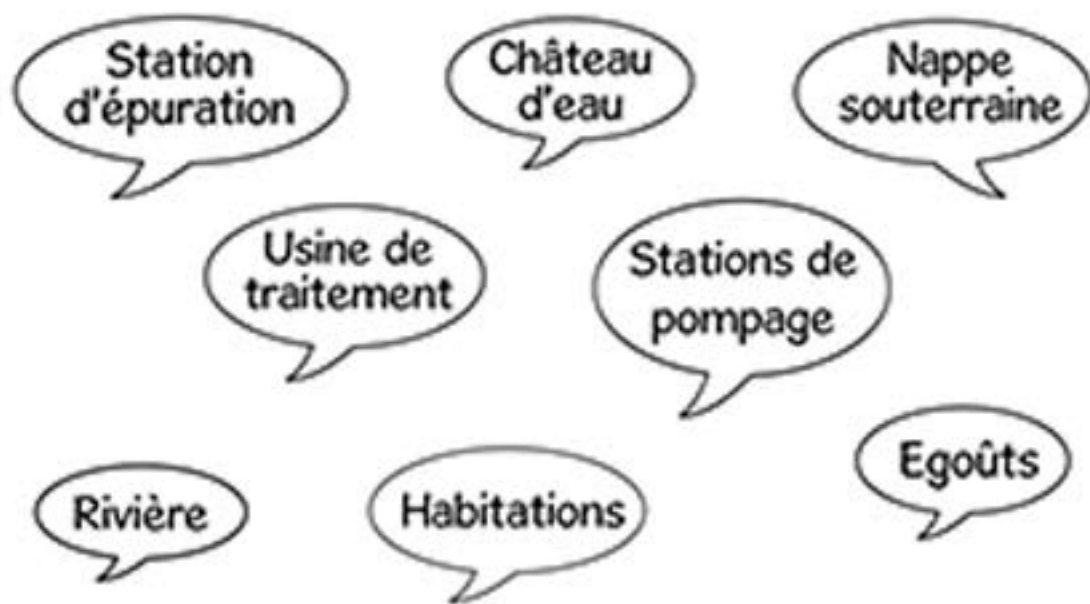 Station
d'épuration
Château
d'eau
Nappe
souterraine
Usine de
traitement
Stations de
pompage
Egoûts
Rivière
Habitations